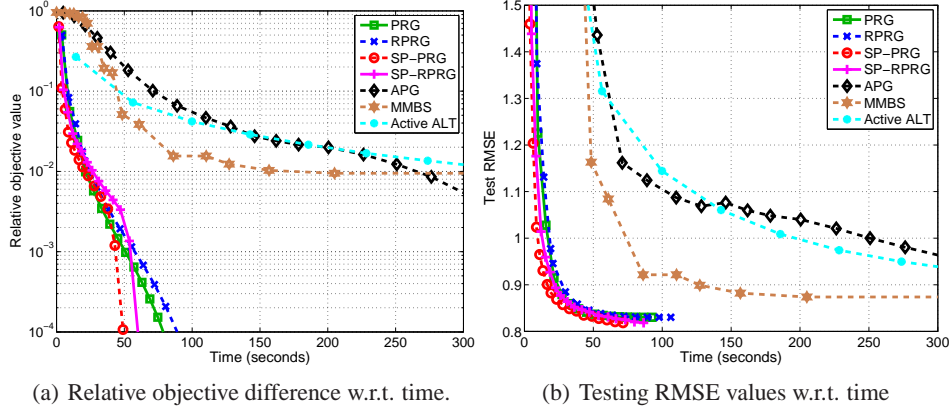 10^0
10^-1
10^-2
10^-3
10^-4
Relative objective value
0 50 100 150 200 250 300
Time (seconds)
PRG
RPRG
SP-PRG
SP-RPRG
APG
MMBS
Active ALT
(a) Relative objective difference w.r.t. time.
1.5
1.4
1.3
1.2
1.1
1
0.9
0.8
Test RMSE
0 50 100 150 200 250 300
Time (seconds)
PRG
RPRG
SP-PRG
SP-RPRG
APG
MMBS
Active ALT
(b) Testing RMSE values w.r.t. time